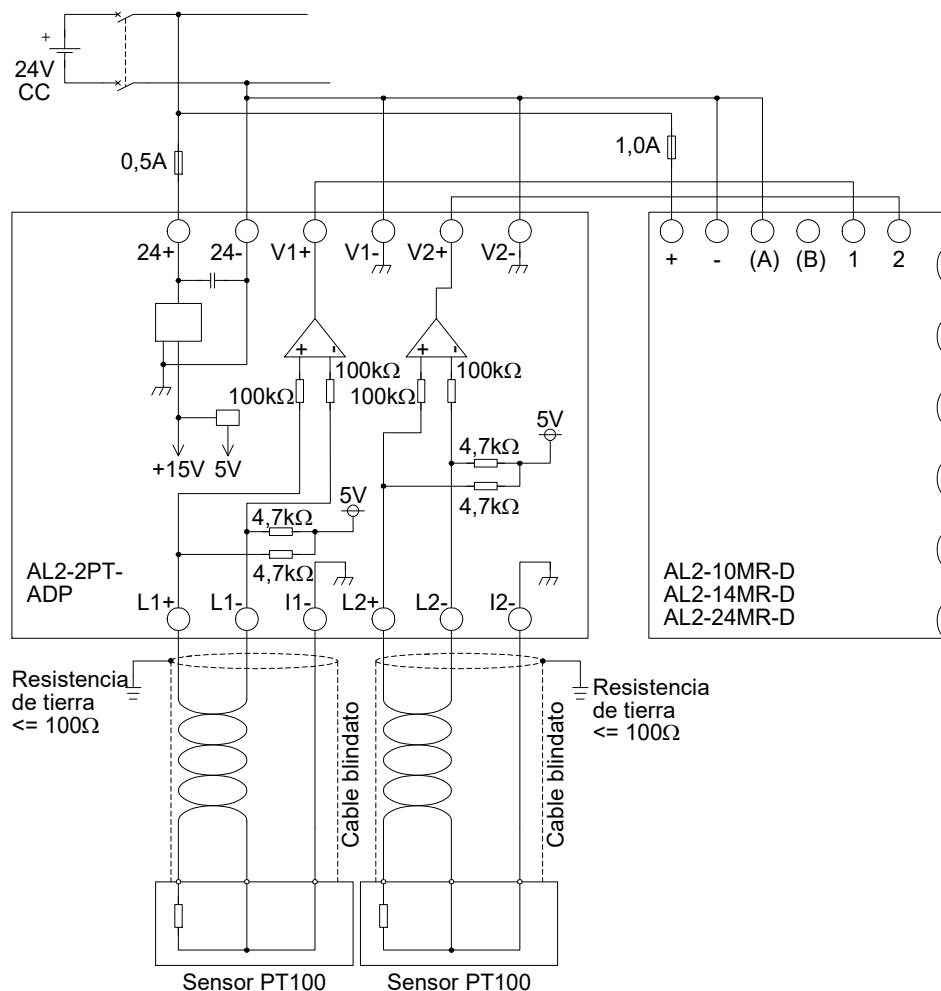 +
24V
CC
0,5A
1,0A
24+ 24- V1+ V1- V2+ V2-
+ - (A) (B) 1 2
+ - + -
100kΩ 100kΩ
100kΩ 100kΩ
5V
4,7kΩ
+15V 5V
4,7kΩ
5V
4,7kΩ
4,7kΩ
AL2-2PT-
ADP
AL2-10MR-D
AL2-14MR-D
AL2-24MR-D
L1+ L1- I1- L2+ L2- I2-
Resistencia
de tierra
<= 100Ω
Cable blindato
Resistencia
de tierra
<= 100Ω
Cable blindato
Sensor PT100 Sensor PT100